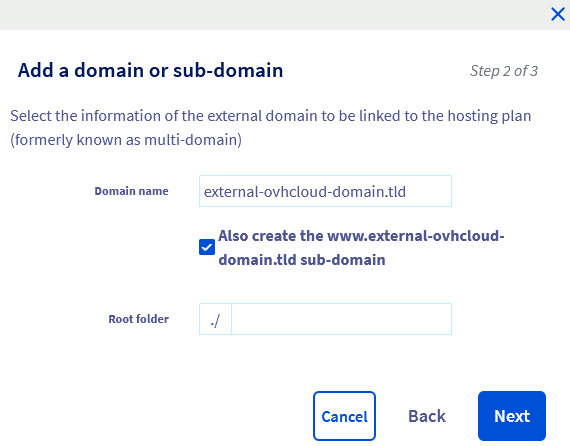 Add a domain or sub-domain
Step 2 of 3
Select the information of the external domain to be linked to the hosting plan
(formerly known as multi-domain)
Domain name
external-ovhcloud-domain.tld
Also create the www.external-ovhcloud-
domain.tld sub-domain
Root folder
./
Cancel
Back
Next